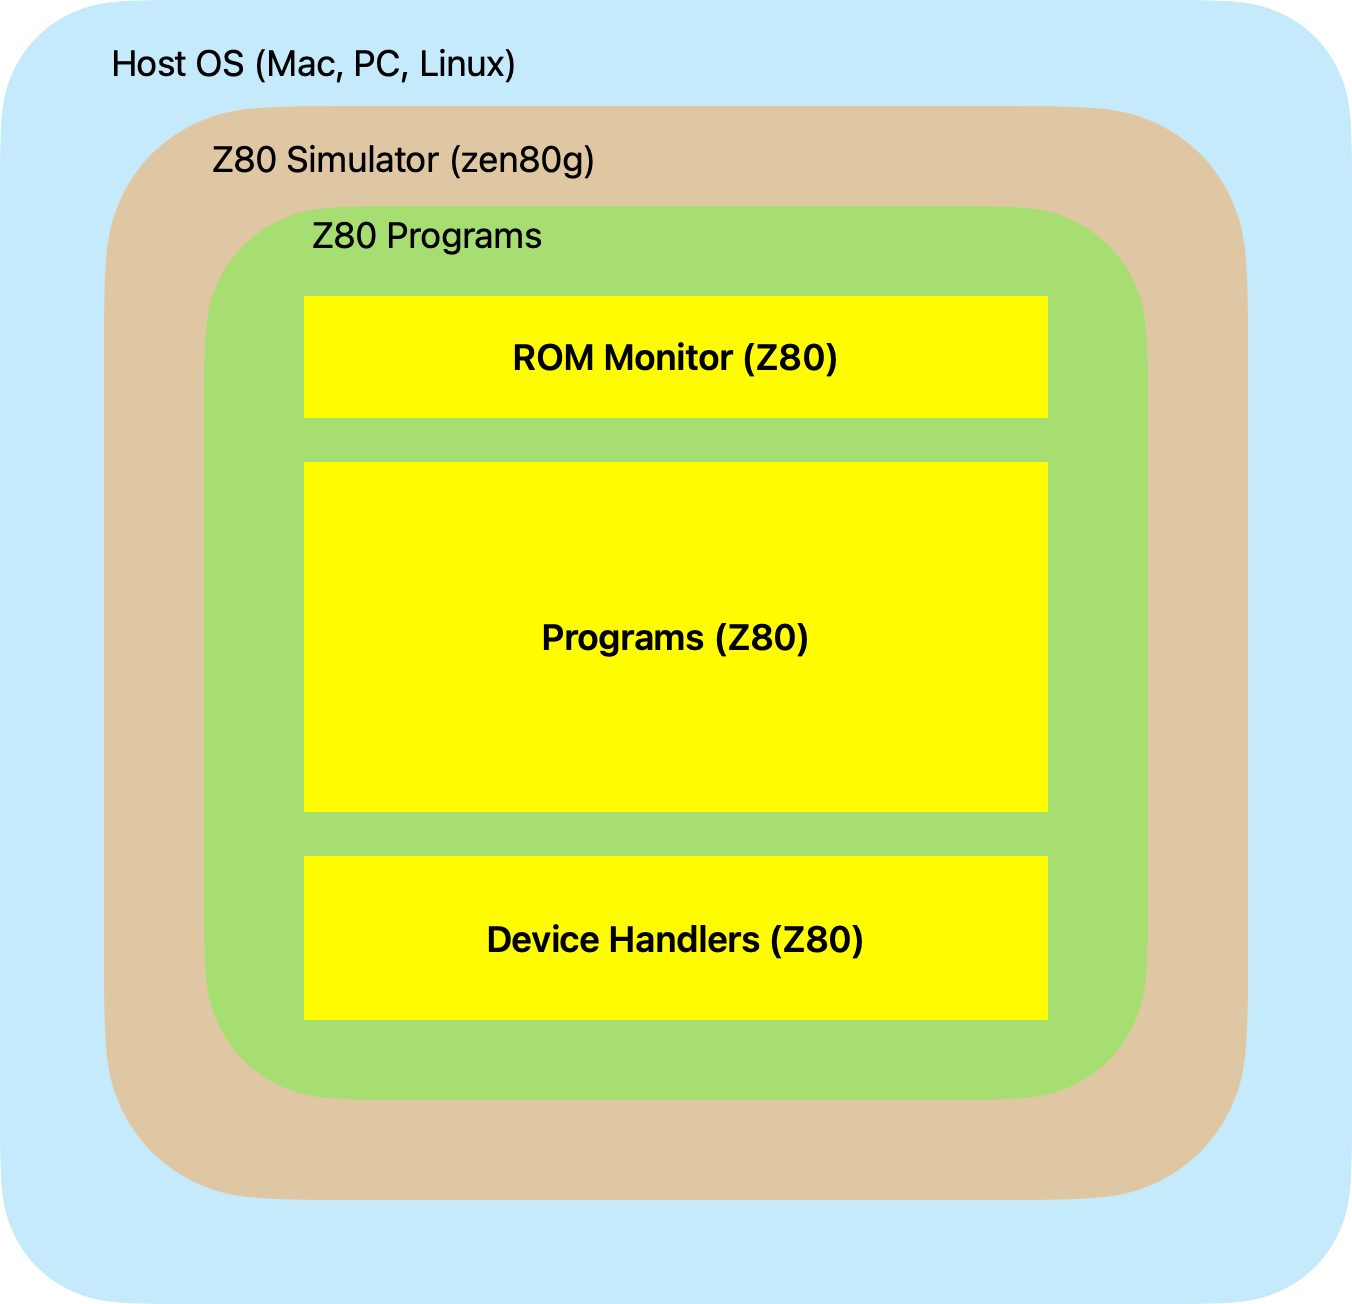 Host OS (Mac, PC, Linux)
Z80 Simulator (zen80g)
Z80 Programs
ROM Monitor (Z80)
Programs (Z80)
Device Handlers (Z80)